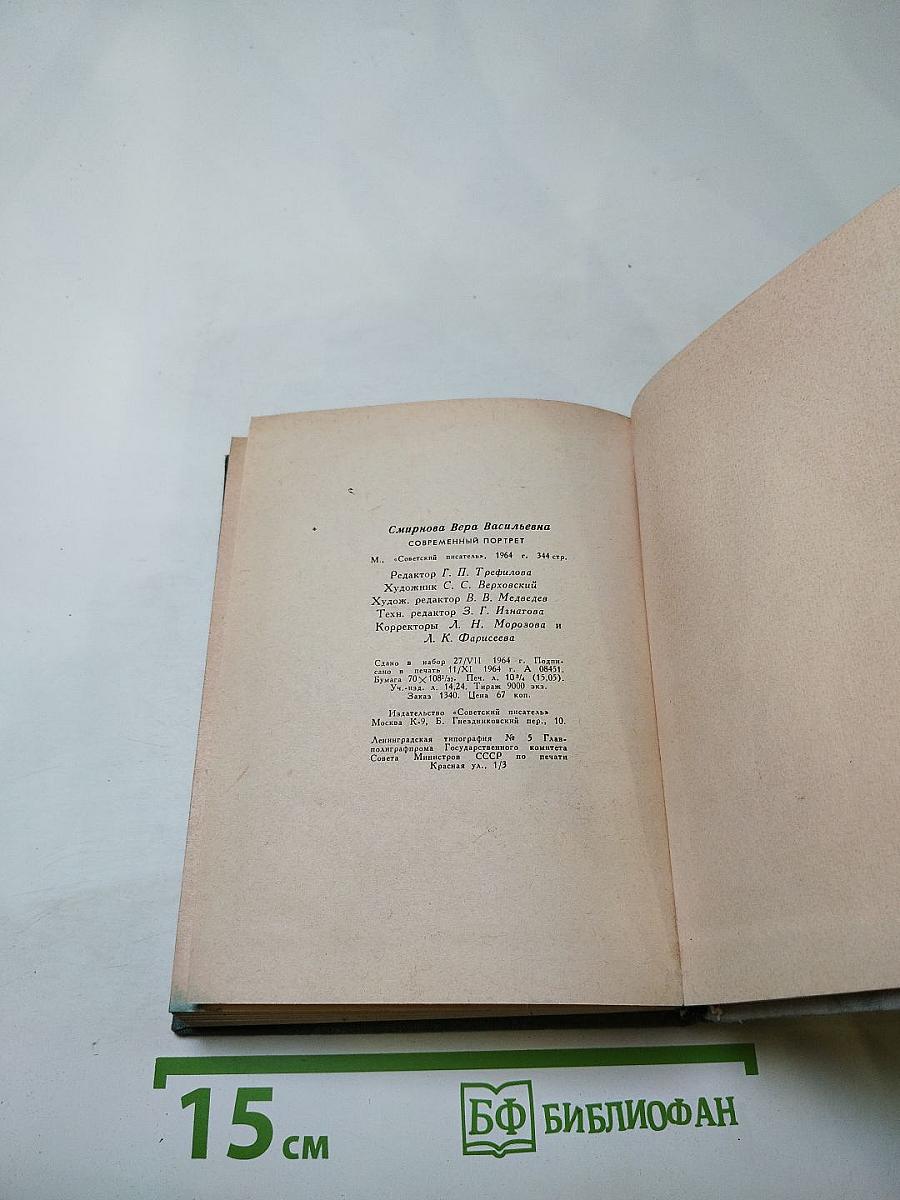 Смирнова Вера Васильевна
СОВРЕМЕННЫЙ ПОРТРЕТ
М., «Советский писатель», 1964 г. 344 стр.
Редактор Г. П. Трефилова
Художник С. С. Верховский
Худож. редактор В. В. Медведев
Техн. редактор З. Г. Игнатова
Корректоры Л. Н. Морозова и
Л. К. Фарисеева
Сдано в набор 27/VII 1964 г. Подпи-
сано в печать 11/XI 1964 г. А 08451.
Бумага 70×108¹/₃₂. Печ. л. 10³/₄ (15,05).
Уч.-изд. л. 14,24. Тираж 9000 экз.
Заказ 1340. Цена 67 коп.
Издательство «Советский писатель»
Москва К-9, Б. Гнездниковский пер., 10.
Ленинградская типография № 5 Глав-
полиграфпрома Государственного комитета
Совета Министров СССР по печати
Красная ул., 1/3
15 см
БФ БИБЛИОФАН